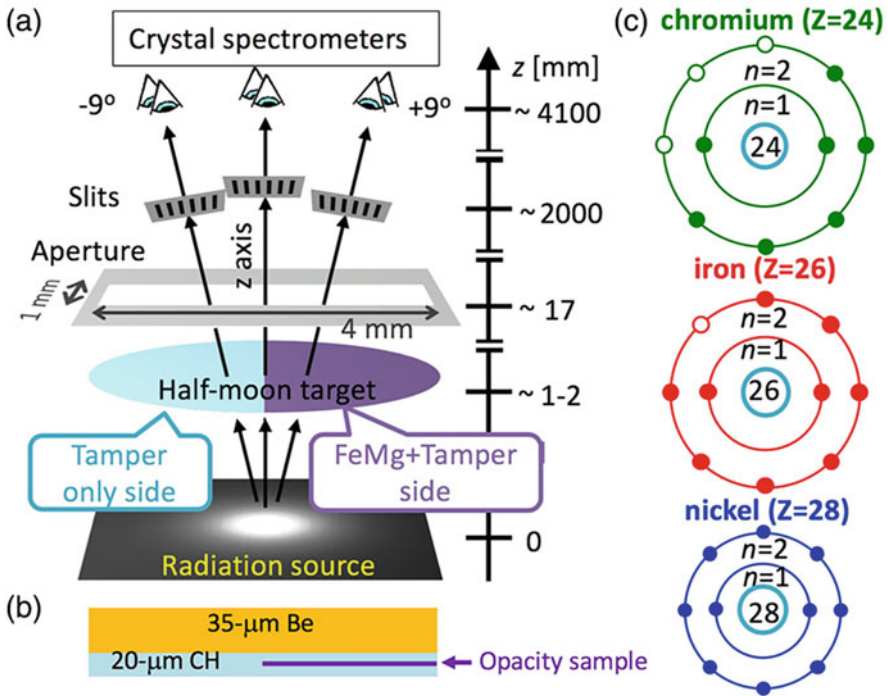 (a)
Crystal spectrometers
-9º
+9º
Slits
Aperture
1 mm
z axis
4 mm
Half-moon target
Tamper
only side
FeMg+Tamper
side
Radiation source
z [mm]
~ 4100
~ 2000
~ 17
~ 1-2
0
(b)
35-μm Be
20-μm CH
Opacity sample
(c)
chromium (Z=24)
n=2
n=1
24
iron (Z=26)
n=2
n=1
26
nickel (Z=28)
n=2
n=1
28